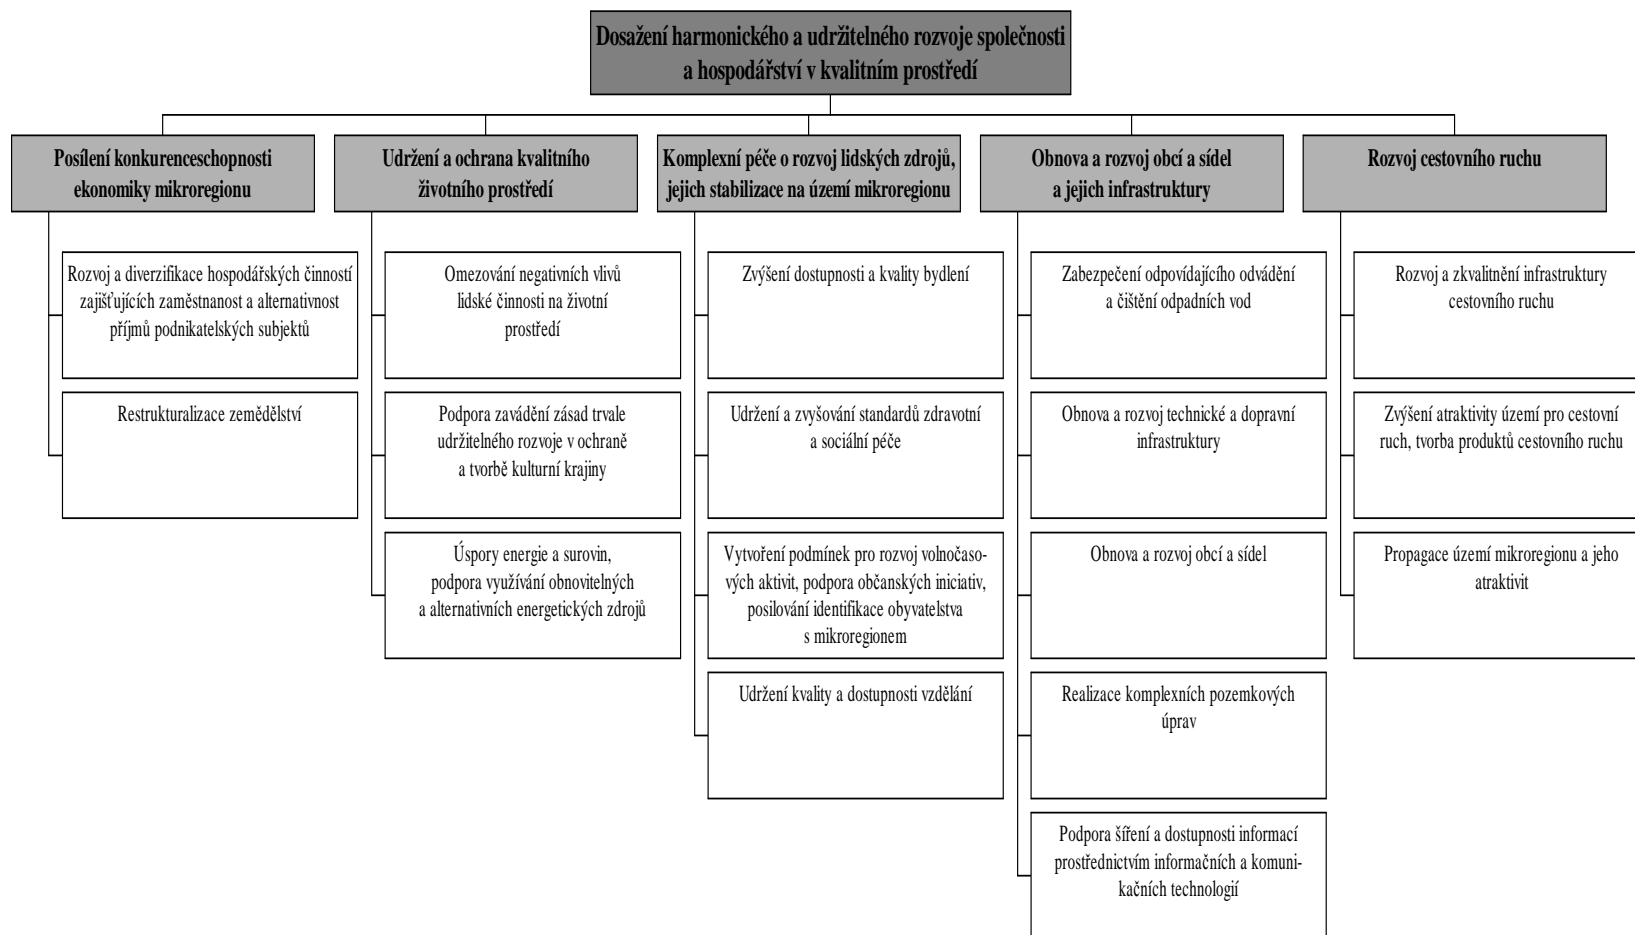 Dosažení harmonického a udržitelného rozvoje společnosti
a hospodářství v kvalitním prostředí
Posílení konkurenceschopnosti
ekonomiky mikroregionu
Rozvoj a diverzifikace hospodářských činností
zajišťujících zaměstnanost a alternativnost
příjmů podnikatelských subjektů
Restrukturalizace zemědělství
Udržení a ochrana kvalitního
životního prostředí
Omezování negativních vlivů
lidské činnosti na životní
prostředí
Podpora zavádění zásad trvale
udržitelného rozvoje v ochraně
a tvorbě kulturní krajiny
Úspory energie a surovin,
podpora využívání obnovitelných
a alternativních energetických zdrojů
Komplexní péče o rozvoj lidských zdrojů,
jejich stabilizace na území mikroregionu
Zvýšení dostupnosti a kvality bydlení
Udržení a zvyšování standardů zdravotní
a sociální péče
Vytvoření podmínek pro rozvoj volnočaso-
vých aktivit, podpora občanských iniciativ,
posilování identifikace obyvatelstva
s mikroregionem
Udržení kvality a dostupnosti vzdělání
Obnova a rozvoj obcí a sídel
a jejich infrastruktury
Zabezpečení odpovídajícího odvádění
a čištění odpadních vod
Obnova a rozvoj technické a dopravní
infrastruktury
Obnova a rozvoj obcí a sídel
Realizace komplexních pozemkových
úprav
Podpora šíření a dostupnosti informací
prostřednictvím informačních a komuni-
kačních technologií
Rozvoj cestovního ruchu
Rozvoj a zkvalitnění infrastruktury
cestovního ruchu
Zvýšení atraktivity území pro cestovní
ruch, tvorba produktů cestovního ruchu
Propagace území mikroregionu a jeho
atraktivit